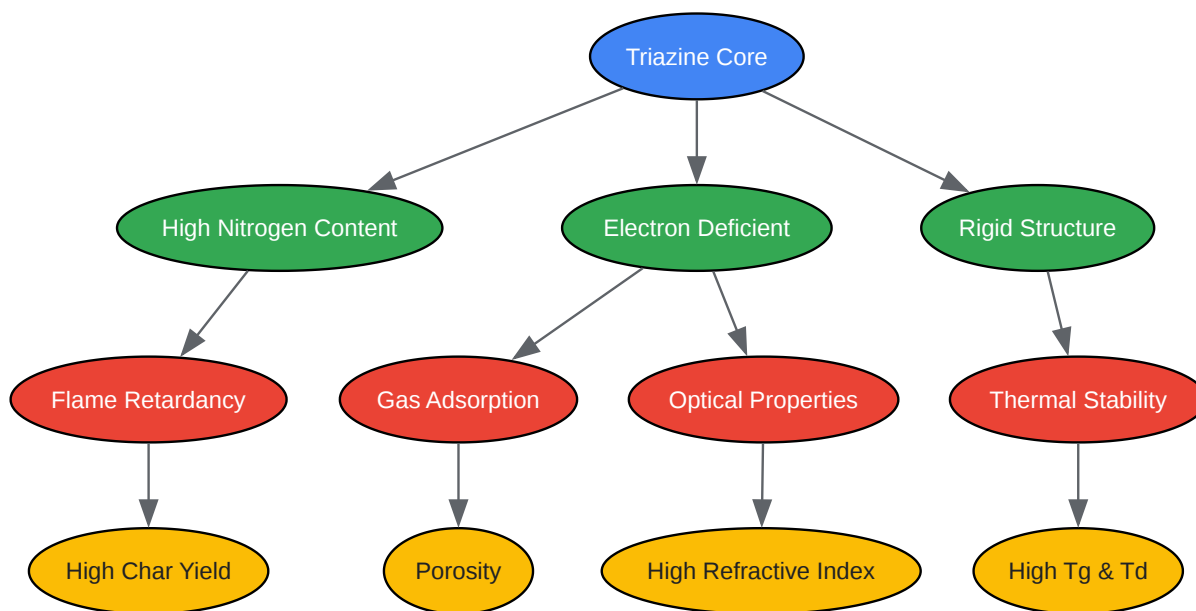 Triazine Core
High Nitrogen Content
Electron Deficient
Rigid Structure
Flame Retardancy
Gas Adsorption
Optical Properties
Thermal Stability
High Char Yield
Porosity
High Refractive Index
High Tg & Td